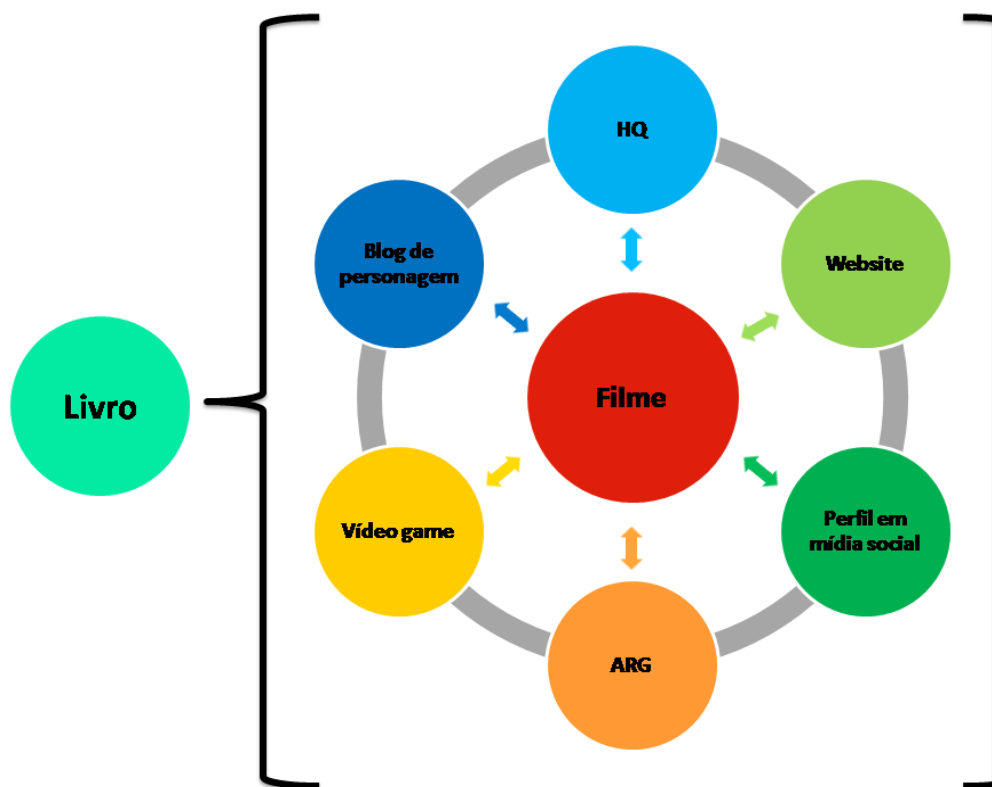 HQ
Blog de
personagem
Website
Livro
Filme
Vídeo game
Perfil em
mídia social
ARG